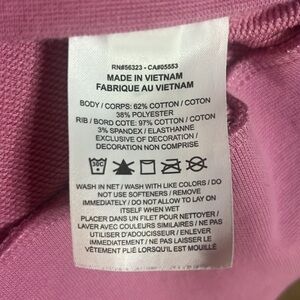 RN#56323 - CA#05553
MADE IN VIETNAM
FABRIQUE AU VIETNAM
BODY / CORPS: 62% COTTON / COTON
38% POLYESTER
RIB / BORD COTE: 97% COTTON / COTON
3% SPANDEX / ELASTHANNE
EXCLUSIVE OF DECORATION /
DECORATION NON COMPRISE
WASH IN NET / WASH WITH LIKE COLORS / DO
NOT USE SOFTENERS / REMOVE
IMMEDIATELY / DO NOT ALLOW TO LAY ON
ITSELF WHEN WET
PLACER DANS UN FILET POUR NETTOYER /
LAVER AVEC COULEURS SIMILAIRES / NE PAS
UTILISER D'ADOUCISSEUR / ENLEVER
IMMÉDIATEMENT / NE PAS LAISSER LE
VÊTEMENT PLIÉ LORSQU'IL EST MOUILLÉ